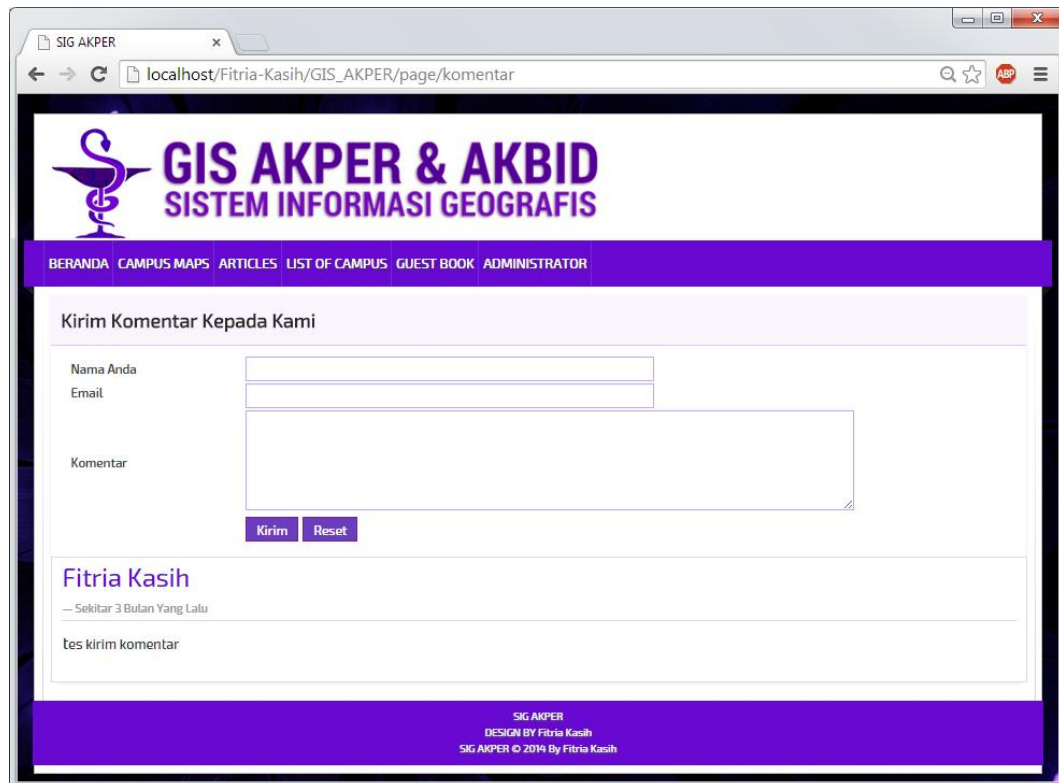 SIG AKPER
localhost/Fitria-Kasih/GIS_AKPER/page/komentar
ABP
GIS AKPER & AKBID
SISTEM INFORMASI GEOGRAFIS
BERANDA CAMPUS MAPS ARTICLES LIST OF CAMPUS GUEST BOOK ADMINISTRATOR
Kirim Komentar Kepada Kami
Nama Anda
Email
Komentar
Kirim Reset
Fitria Kasih
— Sekitar 3 Bulan Yang Lalu
tes kirim komentar
SIG AKPER
DESIGN BY Fitria Kasih
SIG AKPER © 2014 By Fitria Kasih